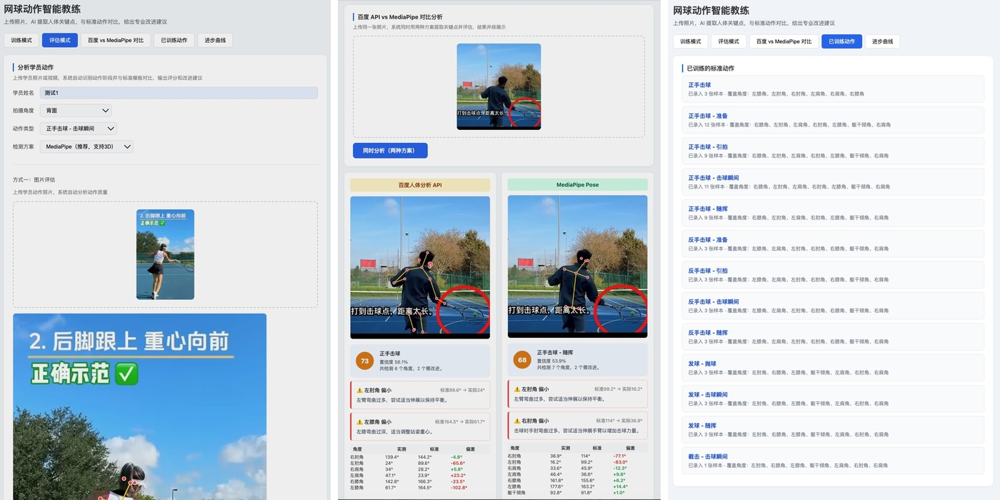 网球动作智能教练
上传照片，AI 提取人体关键点，与标准动作对比，给出专业改进建议
训练模式
评估模式
百度 vs MediaPipe 对比
已训练动作
进步曲线
分析学员动作
上传学员照片或视频，系统自动识别动作阶段并与标准模板对比，输出评分和改进建议
学员姓名
测试1
拍摄角度
背面
动作类型
正手击球 - 击球瞬间
检测方案
MediaPipe（推荐，支持3D）
方式一：图片评估
上传学员动作照片，系统自动分析动作质量
2. 后脚跟上 重心向前
正确示范 ✅
2. 后脚跟上 重心向前
正确示范 ✅
百度 API vs MediaPipe 对比分析
上传同一张照片，系统同时用两种方案提取关键点并评估，结果并排展示
打到击球点，距离太长。
同时分析（两种方案）
百度人体分析 API
打到击球点，距离太长。
73
正手击球
置信度 56.1%
共检测 6 个角度，2 个需改进。
⚠️ 左肘角 偏小
标准89.6° → 实际24°
左臂弯曲过多，尝试适当伸展以保持平衡。
⚠️ 左膝角 偏小
标准164.5° → 实际61.7°
左膝弯曲过深，适当调整站姿重心。
角度 实测 标准 偏差
右肘角 139.4° 144.2° -4.8°
左肘角 24° 89.6° -65.6°
右肩角 34° 28.2° +5.8°
左肩角 47.1° 23.9° +23.2°
右膝角 142.8° 166.3° -23.5°
左膝角 61.7° 164.5° -102.8°
MediaPipe Pose
打到击球点，距离太长。
68
正手击球 - 随挥
置信度 53.9%
共检测 7 个角度，2 个需改进。
⚠️ 左肘角 偏小
标准99.2° → 实际16.2°
左臂弯曲过多，尝试适当伸展以保持平衡。
⚠️ 右肘角 偏小
标准114° → 实际36.9°
击球时手肘弯曲过多，尝试适当伸展手臂以增加击球力量。
角度 实测 标准 偏差
右肘角 36.9° 114° -77.1°
左肘角 16.2° 99.2° -83.0°
右肩角 33.6° 45.9° -12.3°
左肩角 46.4° 36.6° +9.8°
右膝角 161.8° 155.6° +6.2°
左膝角 177.6° 163.2° +14.4°
躯干倾角 92.8° 91.8° +1.0°
网球动作智能教练
上传照片，AI 提取人体关键点，与标准动作对比，给出专业改进建议
训练模式
评估模式
百度 vs MediaPipe 对比
已训练动作
进步曲线
已训练的标准动作
正手击球
已录入 3 张样本 · 覆盖角度：左膝角、左肘角、右肘角、左肩角、右肩角、右膝角
正手击球 - 准备
已录入 12 张样本 · 覆盖角度：右膝角、左肘角、左肩角、右肘角、左膝角、躯干倾角、右肩角
正手击球 - 引拍
已录入 9 张样本 · 覆盖角度：右膝角、左肩角、左肘角、右肘角、左膝角、躯干倾角、右肩角
正手击球 - 击球瞬间
已录入 11 张样本 · 覆盖角度：右膝角、左肘角、右肘角、左膝角、左肩角、躯干倾角、右肩角
正手击球 - 随挥
已录入 9 张样本 · 覆盖角度：右膝角、左肘角、左肩角、右肘角、左膝角、躯干倾角、右肩角
反手击球 - 准备
已录入 3 张样本 · 覆盖角度：左膝角、左肩角、左肘角、右肘角、右膝角、躯干倾角、右肩角
反手击球 - 引拍
已录入 3 张样本 · 覆盖角度：左膝角、左肩角、左肘角、右肘角、右膝角、躯干倾角、右肩角
反手击球 - 击球瞬间
已录入 3 张样本 · 覆盖角度：左膝角、左肩角、左肘角、右肘角、右膝角、躯干倾角、右肩角
反手击球 - 随挥
已录入 3 张样本 · 覆盖角度：左膝角、左肩角、左肘角、右肘角、右膝角、躯干倾角、右肩角
发球 - 抛球
已录入 3 张样本 · 覆盖角度：左肘角、右膝角、左膝角、躯干倾角、左肩角、右肘角、右肩角
发球 - 击球瞬间
已录入 3 张样本 · 覆盖角度：左肘角、右膝角、左膝角、躯干倾角、左肩角、右肘角、右肩角
发球 - 随挥
已录入 3 张样本 · 覆盖角度：左肘角、右膝角、左膝角、躯干倾角、左肩角、右肘角、右肩角
截击 - 击球瞬间
已录入 1 张样本 · 覆盖角度：左肘角、右膝角、左膝角、躯干倾角、左肩角、右肘角、右肩角